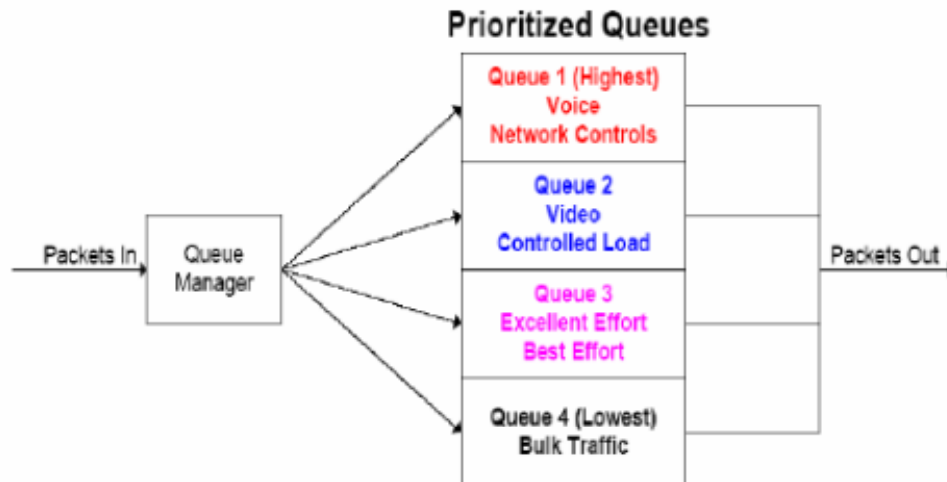 Prioritized Queues
Queue 1 (Highest)
Voice
Network Controls
Queue 2
Video
Controlled Load
Packets In
Queue
Manager
Packets Out
Queue 3
Excellent Effort
Best Effort
Queue 4 (Lowest)
Bulk Traffic